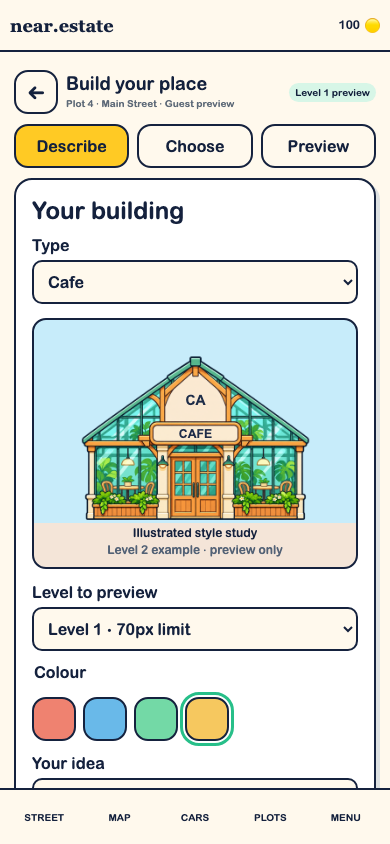 near.estate
100
Build your place
Plot 4 · Main Street · Guest preview
Level 1 preview
Describe
Choose
Preview
Your building
Type
Cafe
CA
CAFE
Illustrated style study
Level 2 example · preview only
Level to preview
Level 1 · 70px limit
Colour
Your idea
STREET
MAP
CARS
PLOTS
MENU